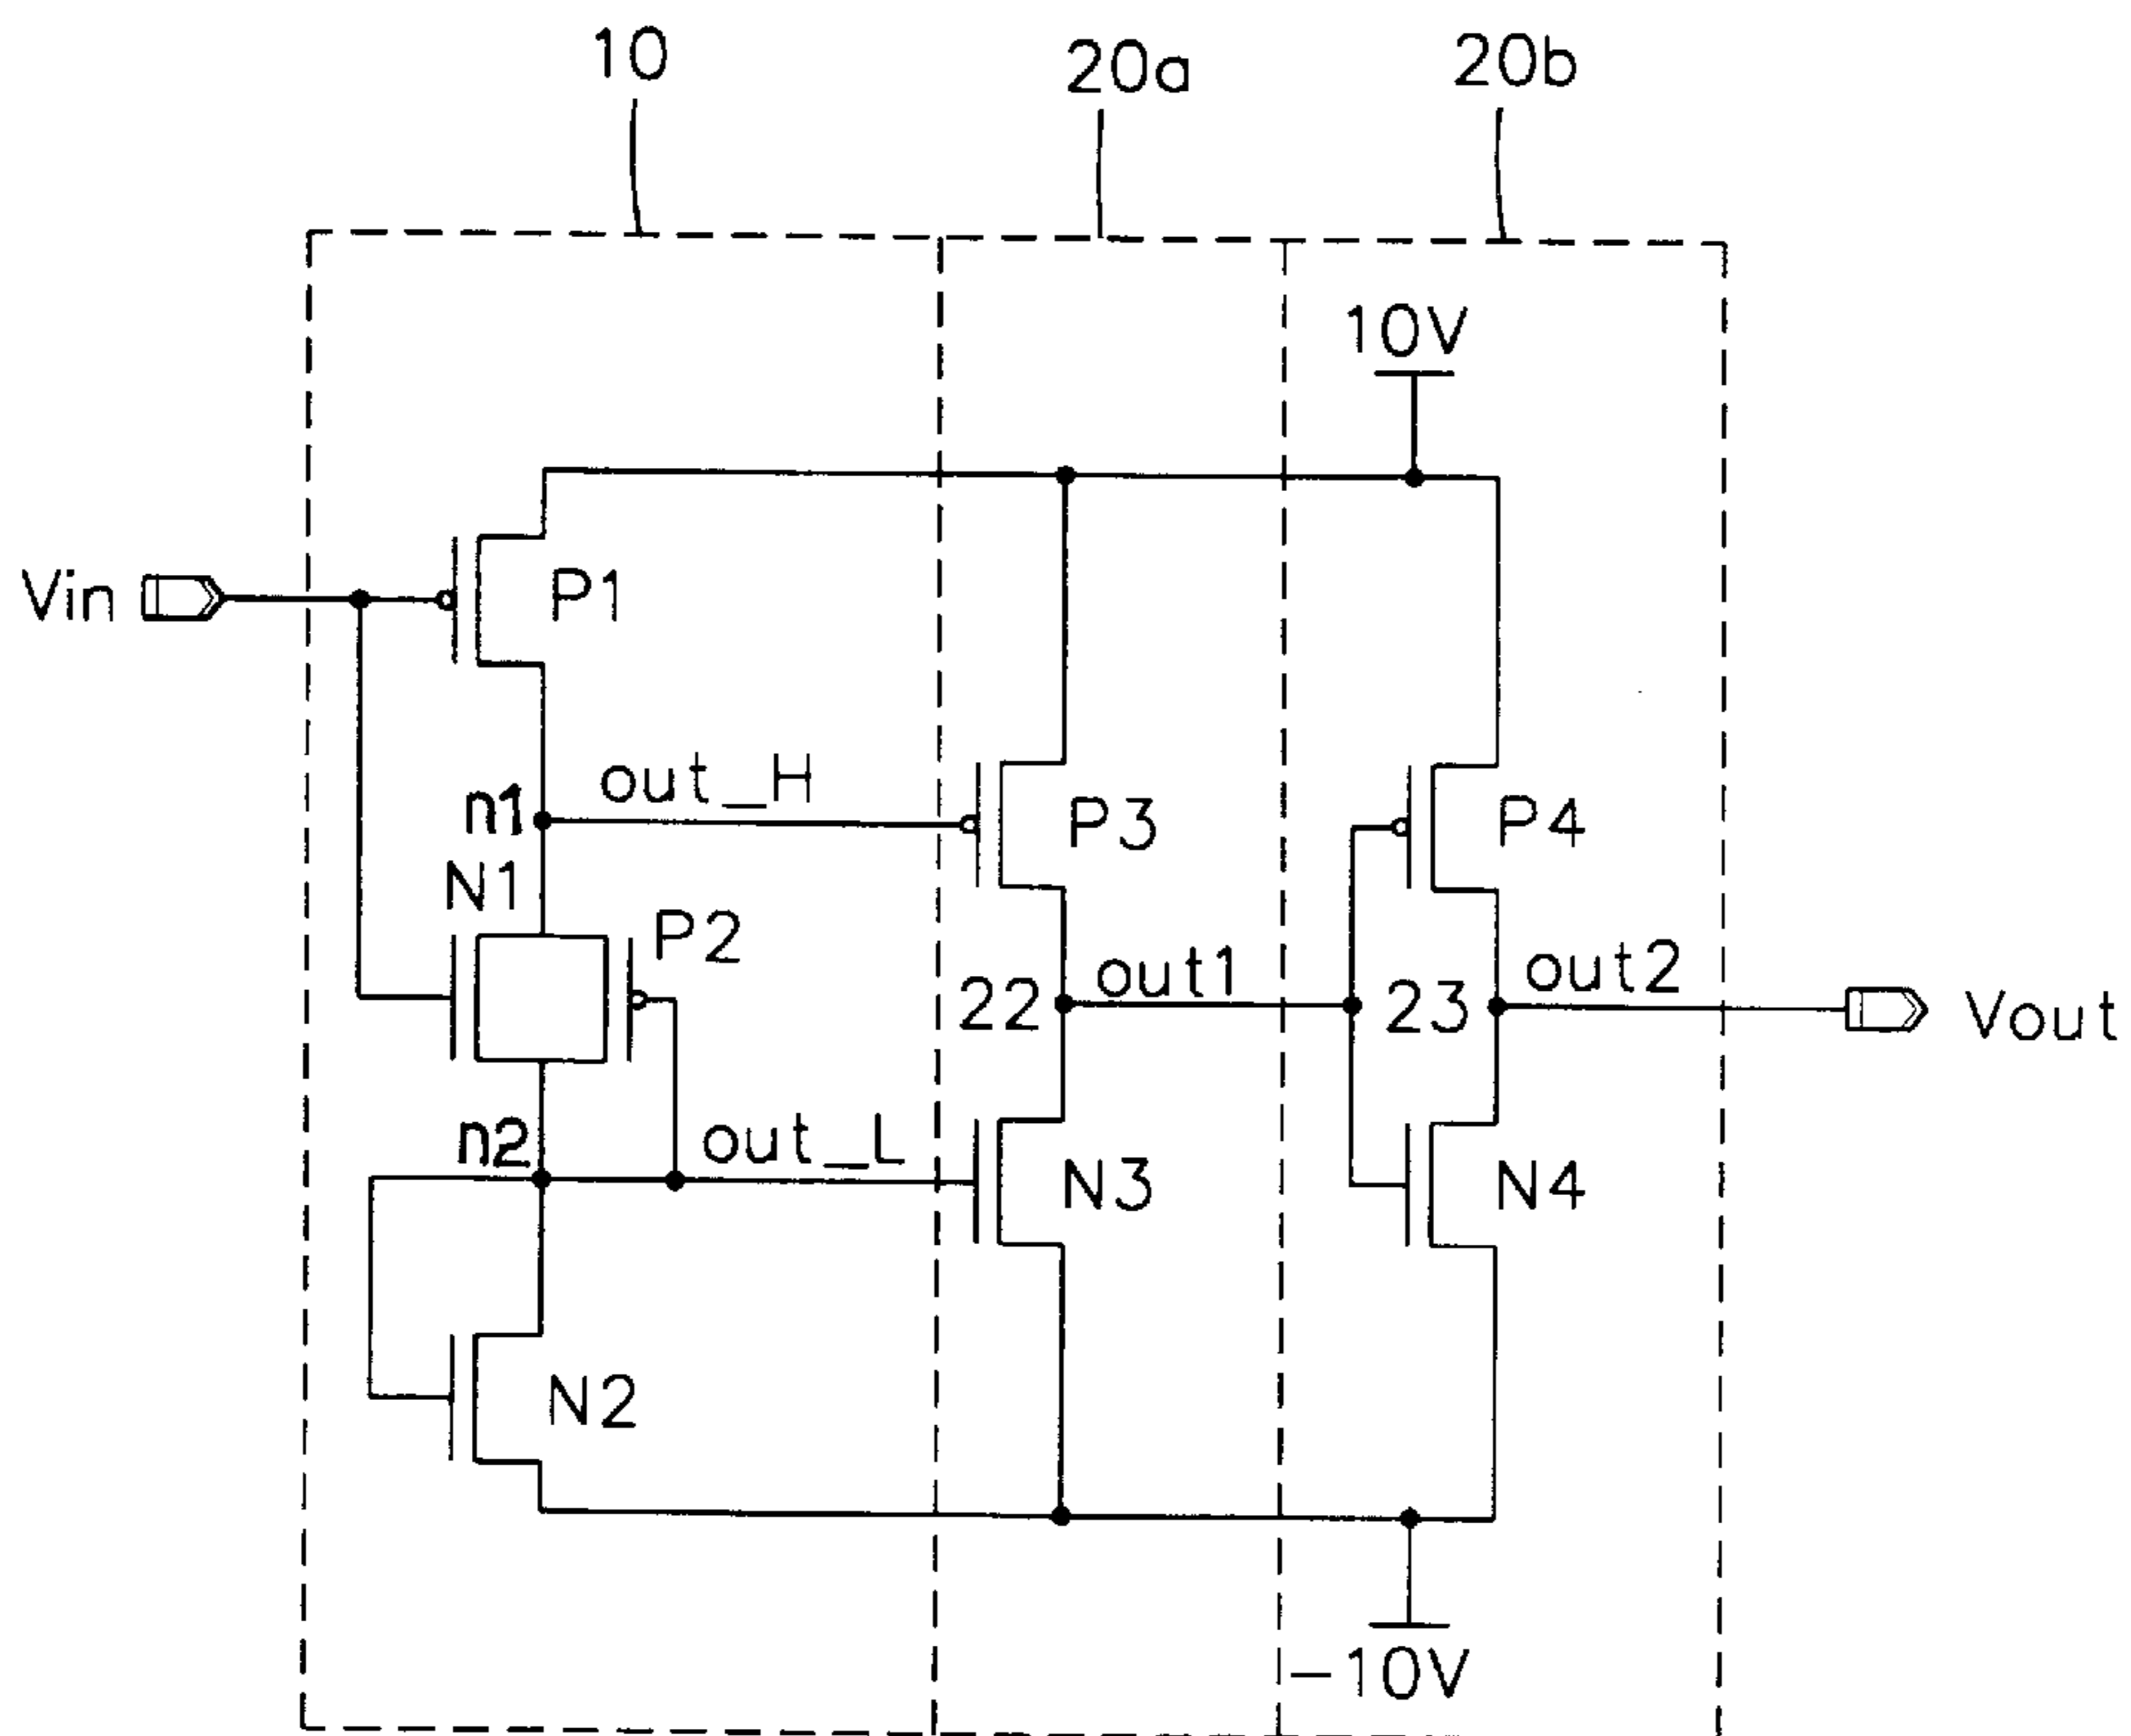 10
20a
20b
10V
Vin
P1
out_H
n1
P3
P4
N1
P2
out1
out2
22
23
Vout
n2
out_L
N3
N4
N2
-10V